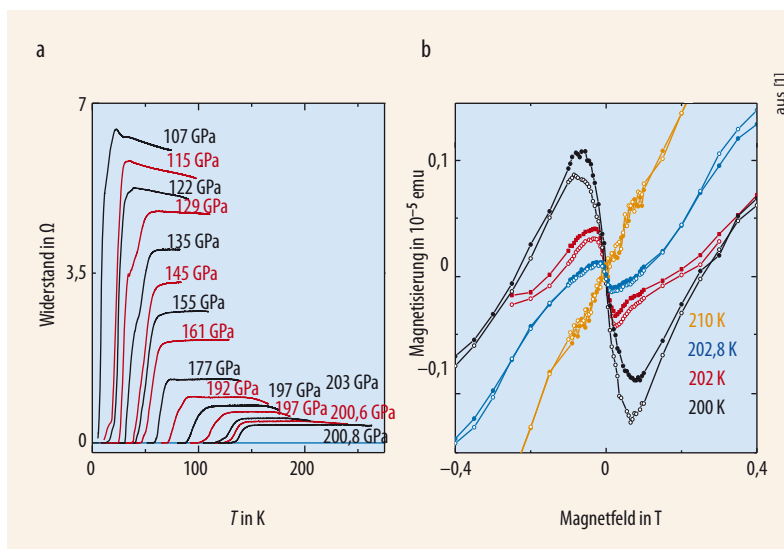 a
7
3,5
0
0
100
200
Widerstand in Ω
T in K
107 GPa
115 GPa
122 GPa
129 GPa
135 GPa
145 GPa
155 GPa
161 GPa
177 GPa
192 GPa
197 GPa
203 GPa
197 GPa
200,6 GPa
200,8 GPa
b
0,1
0
−0,1
−0,4
0
0,4
Magnetisierung in 10⁻⁵ emu
Magnetfeld in T
210 K
202,8 K
202 K
200 K
aus [1]